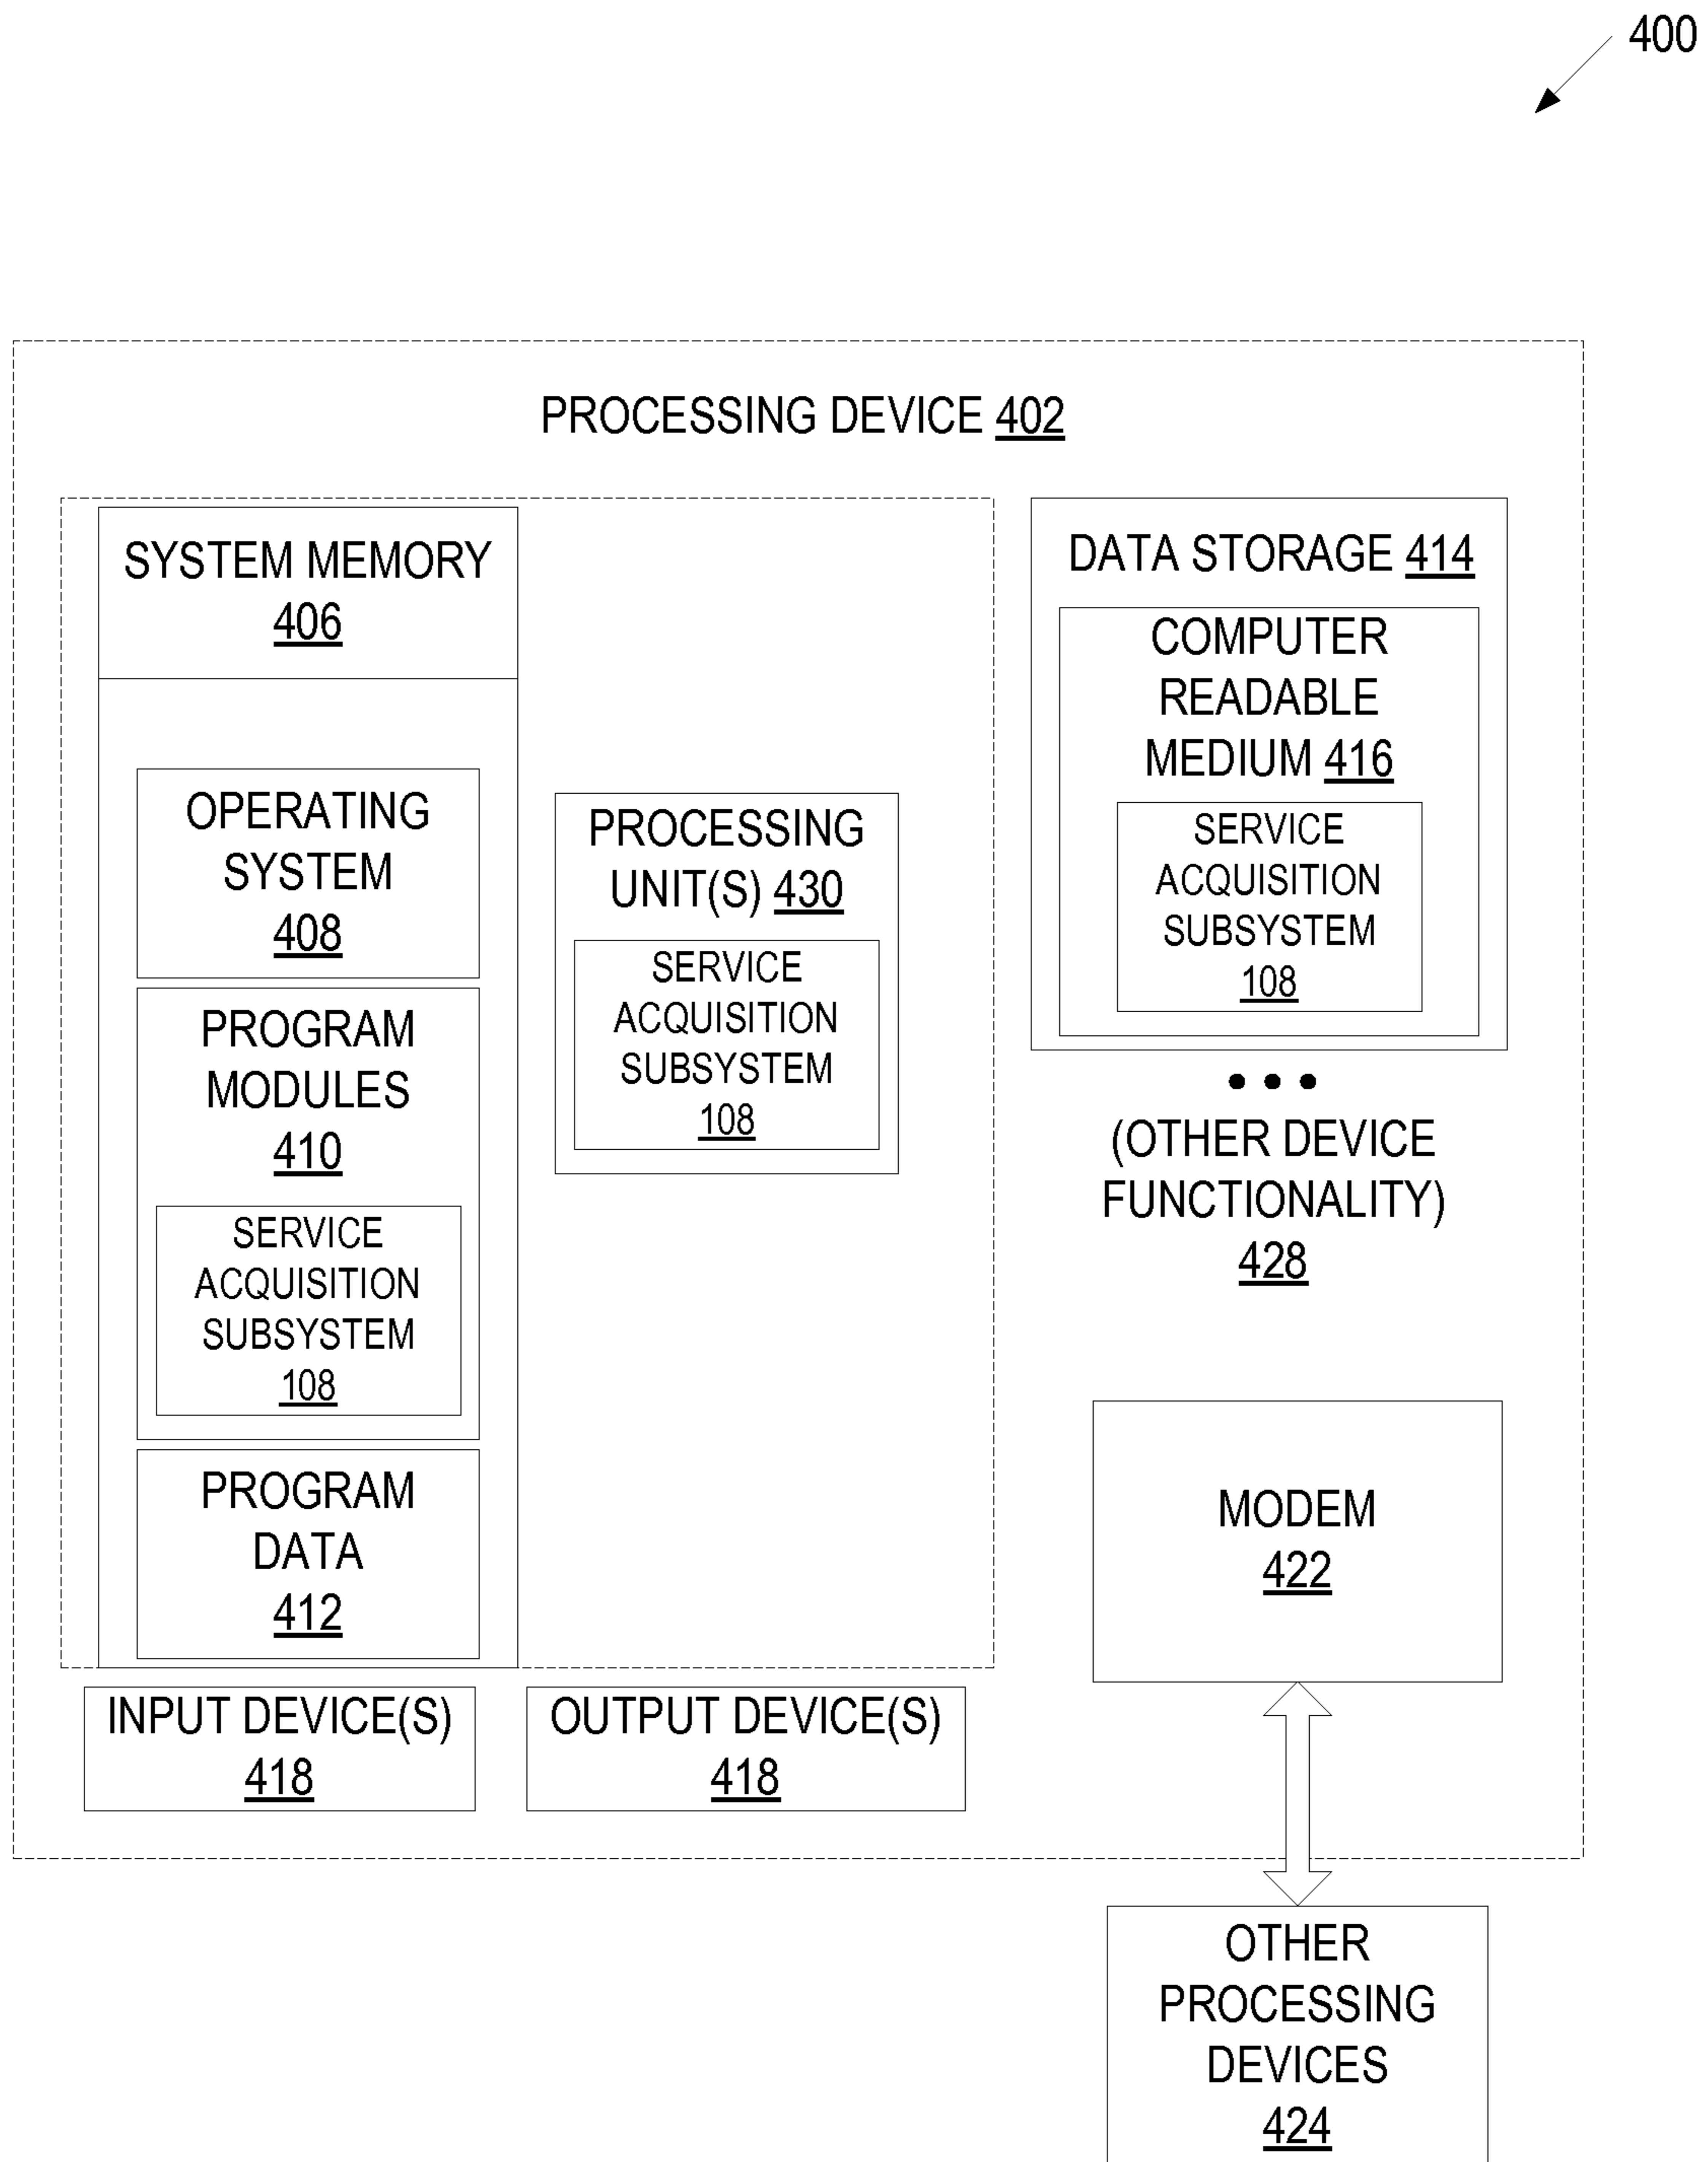 400
PROCESSING DEVICE 402
SYSTEM MEMORY
406
OPERATING
SYSTEM
408
PROGRAM
MODULES
410
SERVICE
ACQUISITION
SUBSYSTEM
108
PROGRAM
DATA
412
PROCESSING
UNIT(S) 430
SERVICE
ACQUISITION
SUBSYSTEM
108
DATA STORAGE 414
COMPUTER
READABLE
MEDIUM 416
SERVICE
ACQUISITION
SUBSYSTEM
108
(OTHER DEVICE
FUNCTIONALITY)
428
MODEM
422
INPUT DEVICE(S)
418
OUTPUT DEVICE(S)
418
OTHER
PROCESSING
DEVICES
424